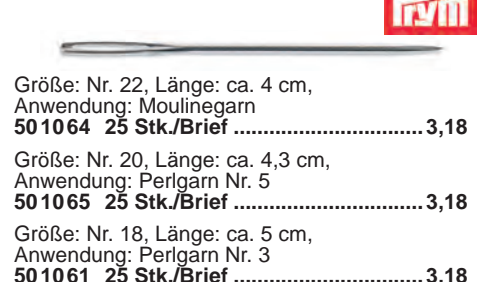 Prym
Größe: Nr. 22, Länge: ca. 4 cm,
Anwendung: Moulinegarn
501064 25 Stk./Brief ................................ 3,18
Größe: Nr. 20, Länge: ca. 4,3 cm,
Anwendung: Perlgarn Nr. 5
501065 25 Stk./Brief ................................ 3,18
Größe: Nr. 18, Länge: ca. 5 cm,
Anwendung: Perlgarn Nr. 3
501061 25 Stk./Brief ................................ 3,18